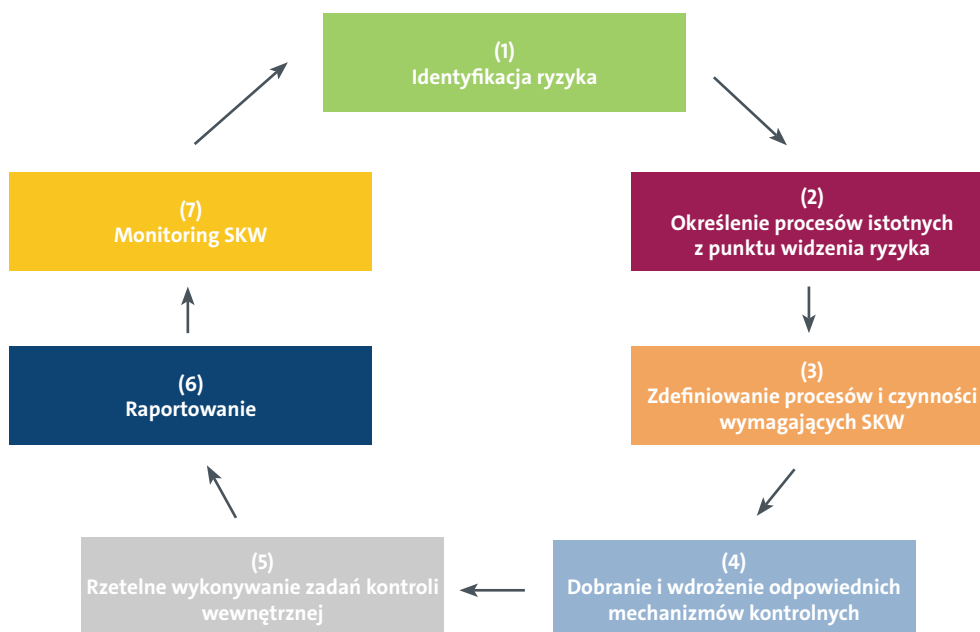 (1)
Identyfikacja ryzyka
(2)
Określenie procesów istotnych
z punktu widzenia ryzyka
(3)
Zdefiniowanie procesów i czynności
wymagających SKW
(4)
Dobranie i wdrożenie odpowiednich
mechanizmów kontrolnych
(5)
Rzetelne wykonywanie zadań kontroli
wewnętrznej
(6)
Raportowanie
(7)
Monitoring SKW